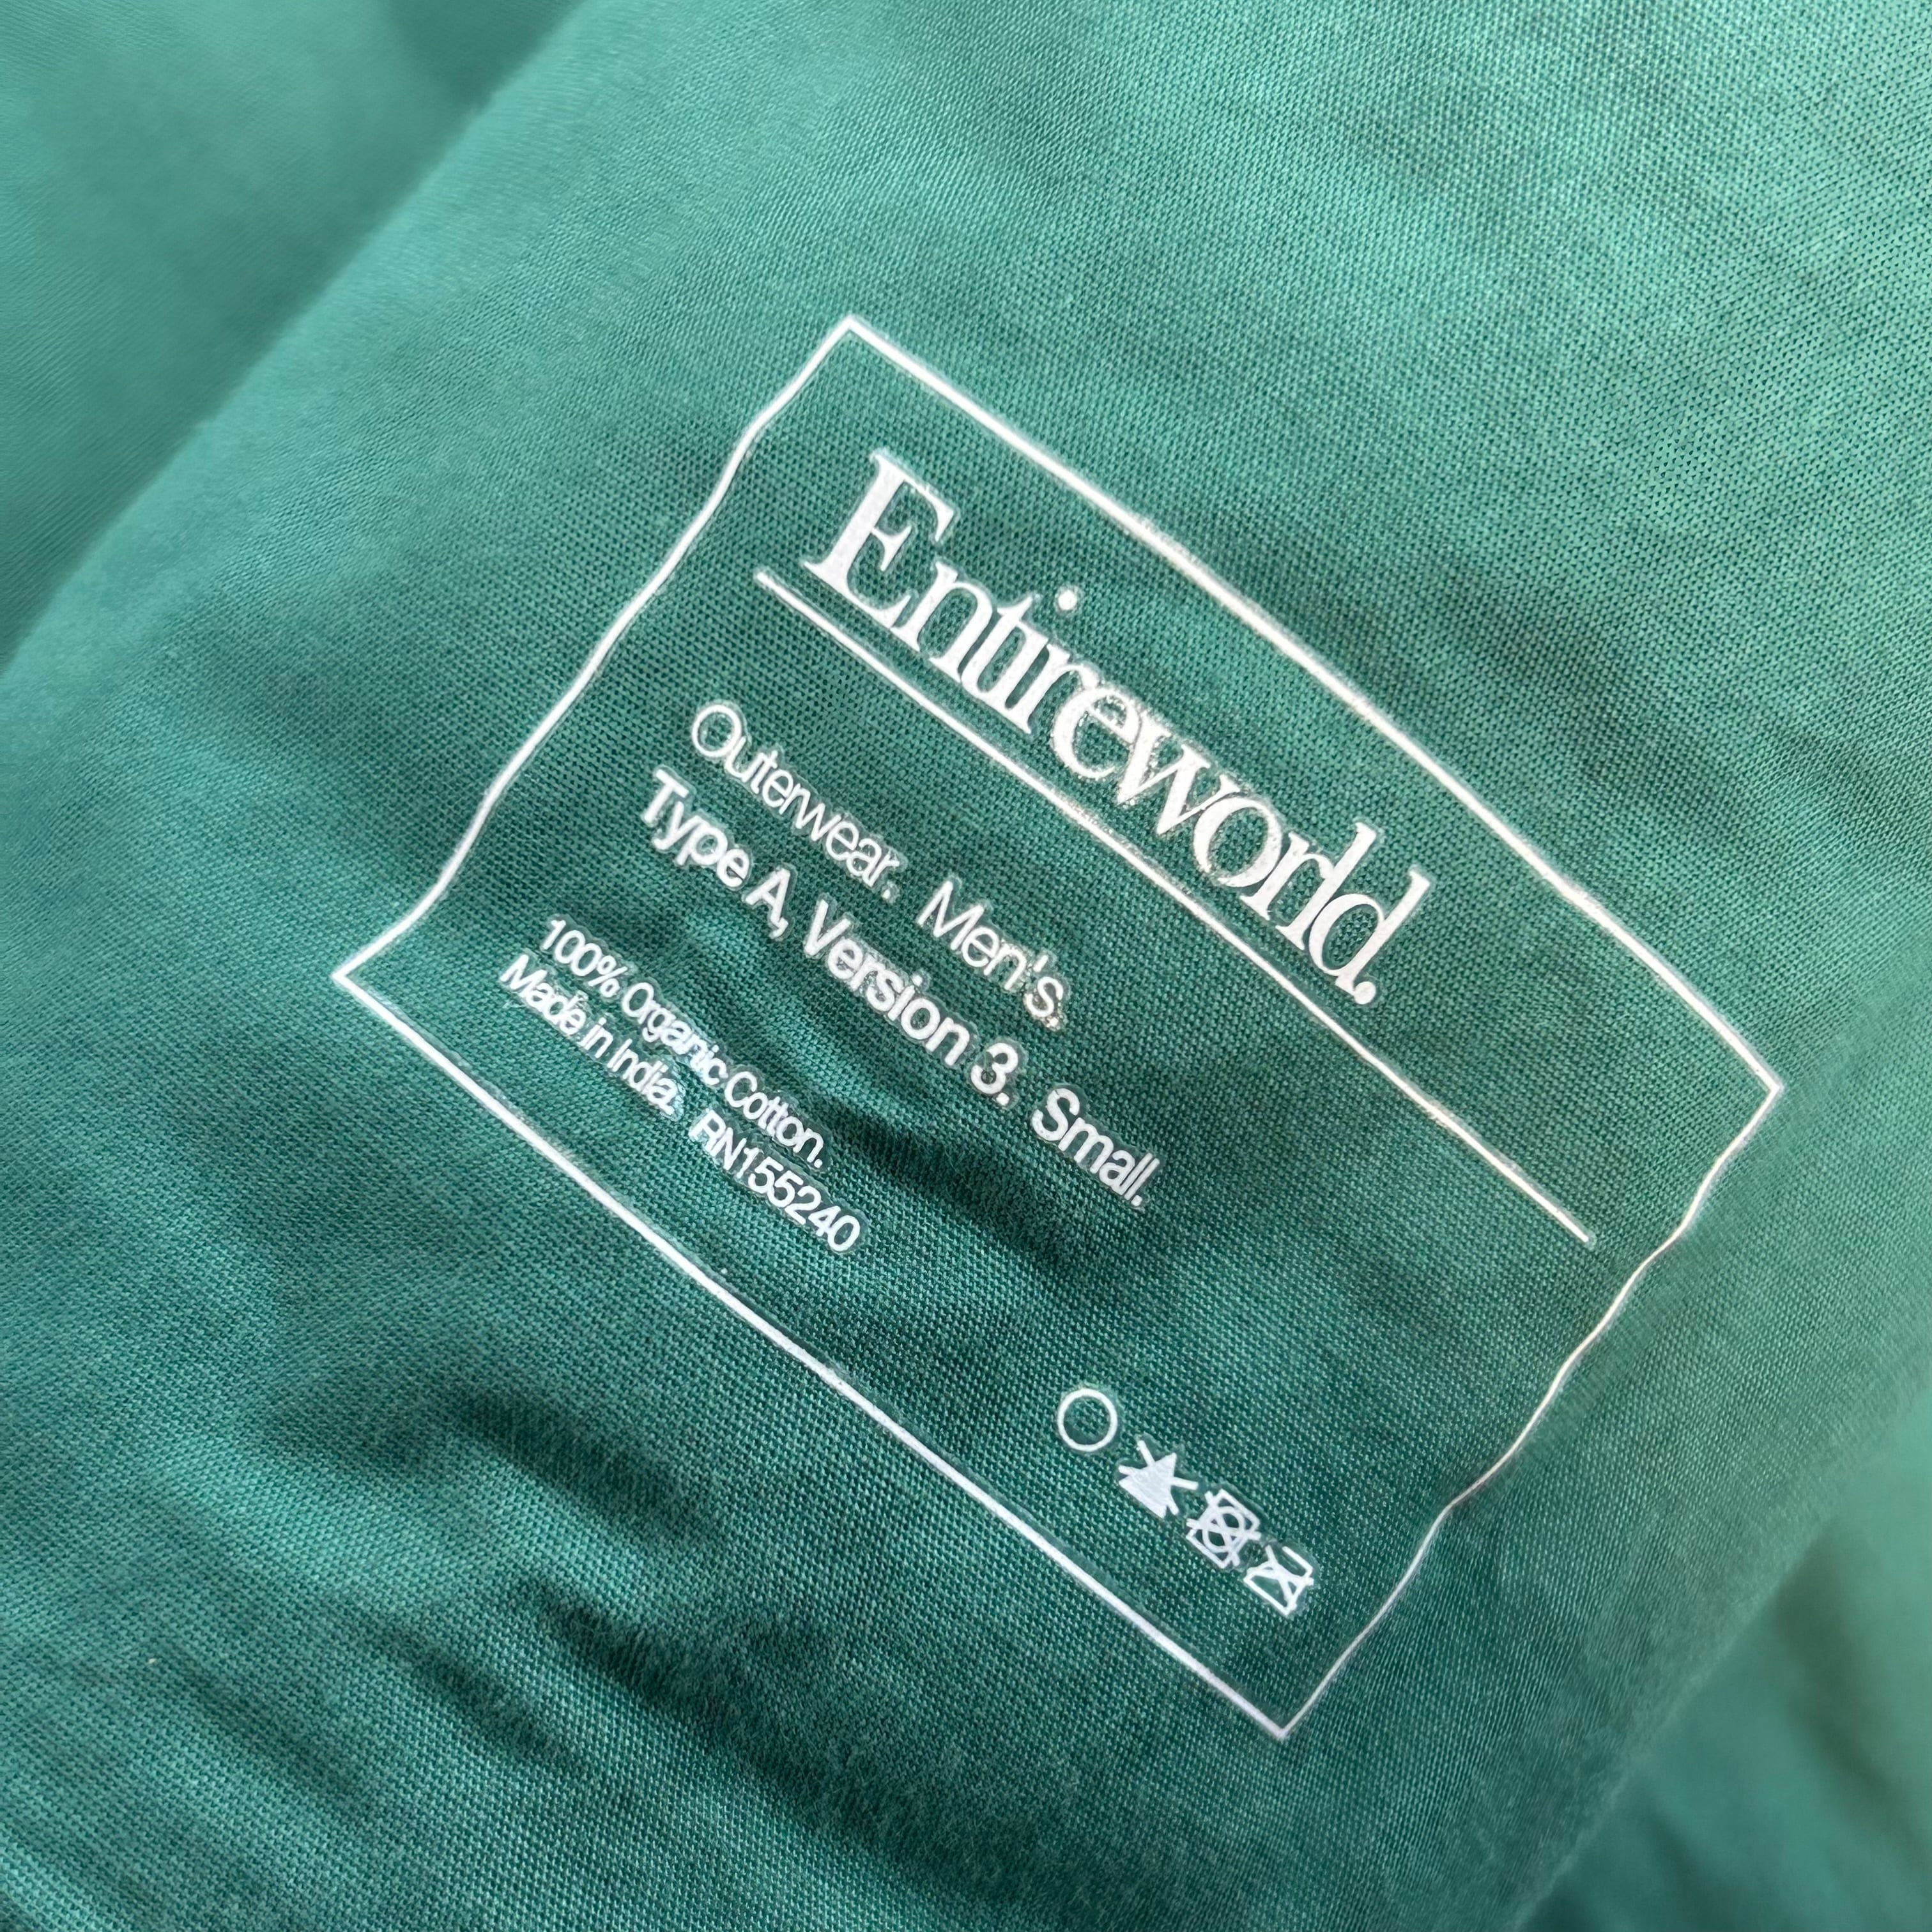 Entireworld.
Outerwear. Men's.
Type A, Version 3. Small.
100% Organic Cotton.
Made in India. RN155240